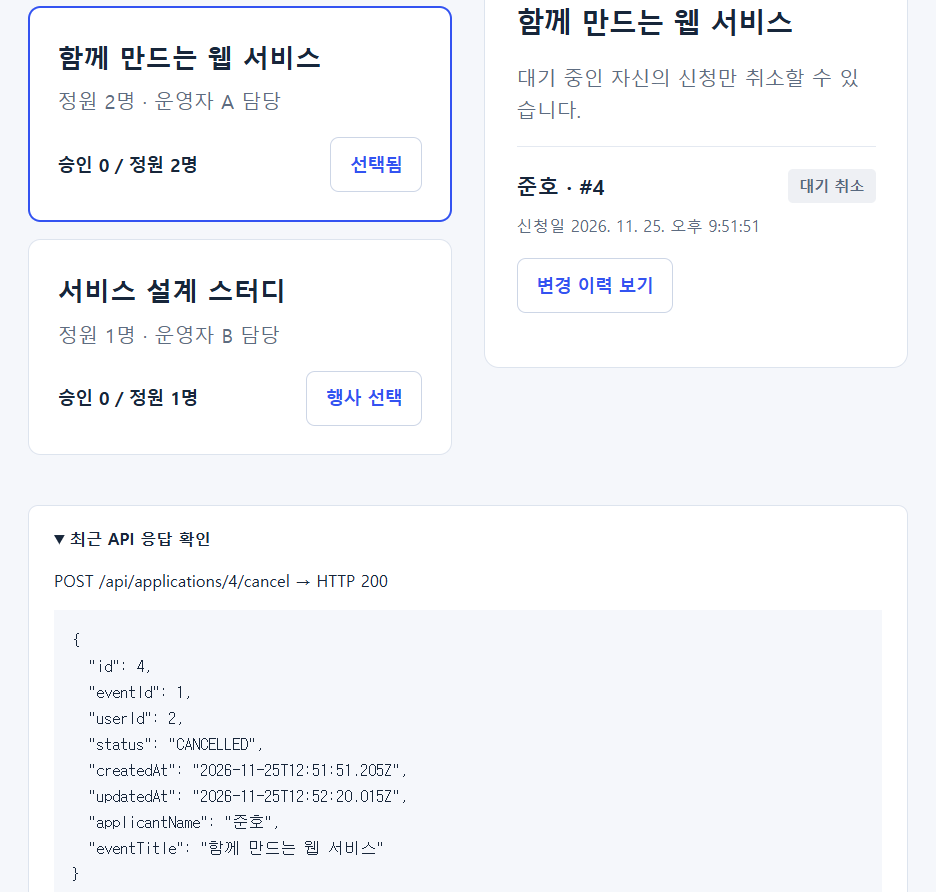 함께 만드는 웹 서비스
정원 2명 · 운영자 A 담당
승인 0 / 정원 2명
선택됨
서비스 설계 스터디
정원 1명 · 운영자 B 담당
승인 0 / 정원 1명
행사 선택
함께 만드는 웹 서비스
대기 중인 자신의 신청만 취소할 수 있
습니다.
준호 · #4
대기 취소
신청일 2026. 11. 25. 오후 9:51:51
변경 이력 보기
▼ 최근 API 응답 확인
POST /api/applications/4/cancel → HTTP 200
{
  "id": 4,
  "eventId": 1,
  "userId": 2,
  "status": "CANCELLED",
  "createdAt": "2026-11-25T12:51:51.205Z",
  "updatedAt": "2026-11-25T12:52:20.015Z",
  "applicantName": "준호",
  "eventTitle": "함께 만드는 웹 서비스"
}